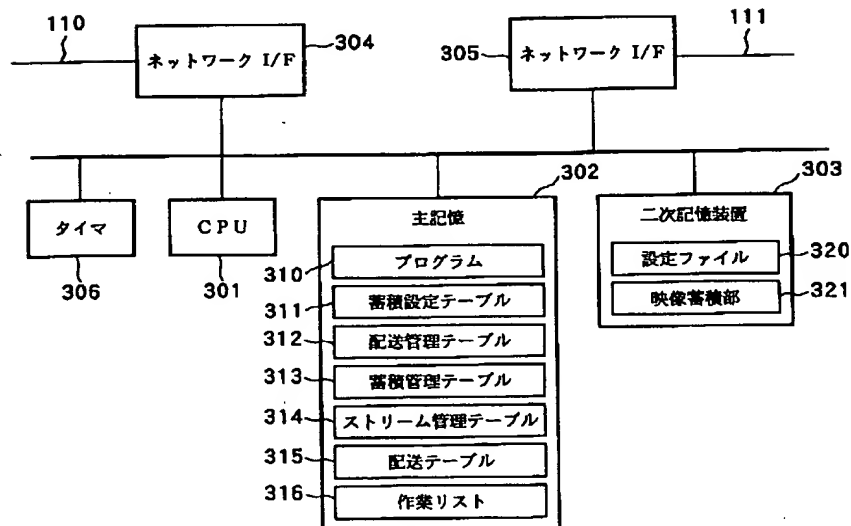 110
ネットワーク I/F
304
305
ネットワーク I/F
111
タイマ
306
CPU
301
302
主記憶
310
プログラム
311
蓄積設定テーブル
312
配送管理テーブル
313
蓄積管理テーブル
314
ストリーム管理テーブル
315
配送テーブル
316
作業リスト
303
二次記憶装置
設定ファイル
320
映像蓄積部
321